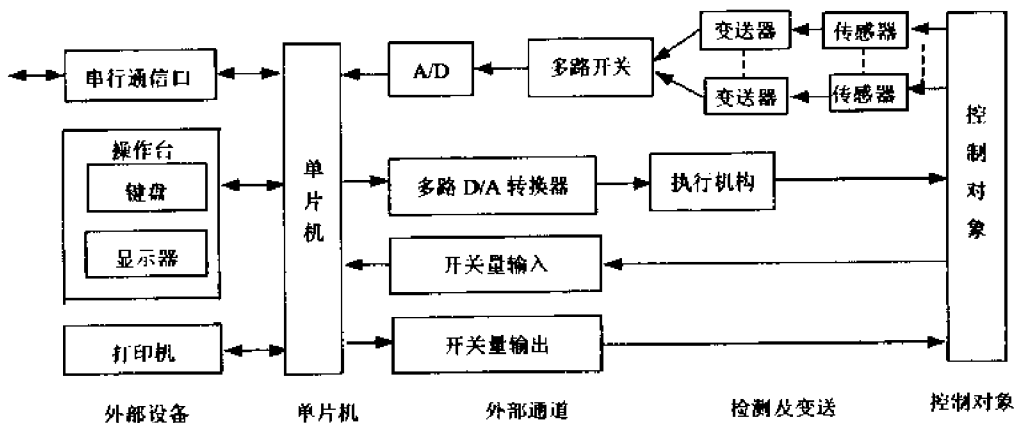 串行通信口
操作台
键盘
显示器
打印机
单片机
A/D
多路开关
变送器
传感器
变送器
传感器
多路 D/A 转换器
执行机构
开关量输入
开关量输出
控制对象
外部设备
单片机
外部通道
检测及变送
控制对象